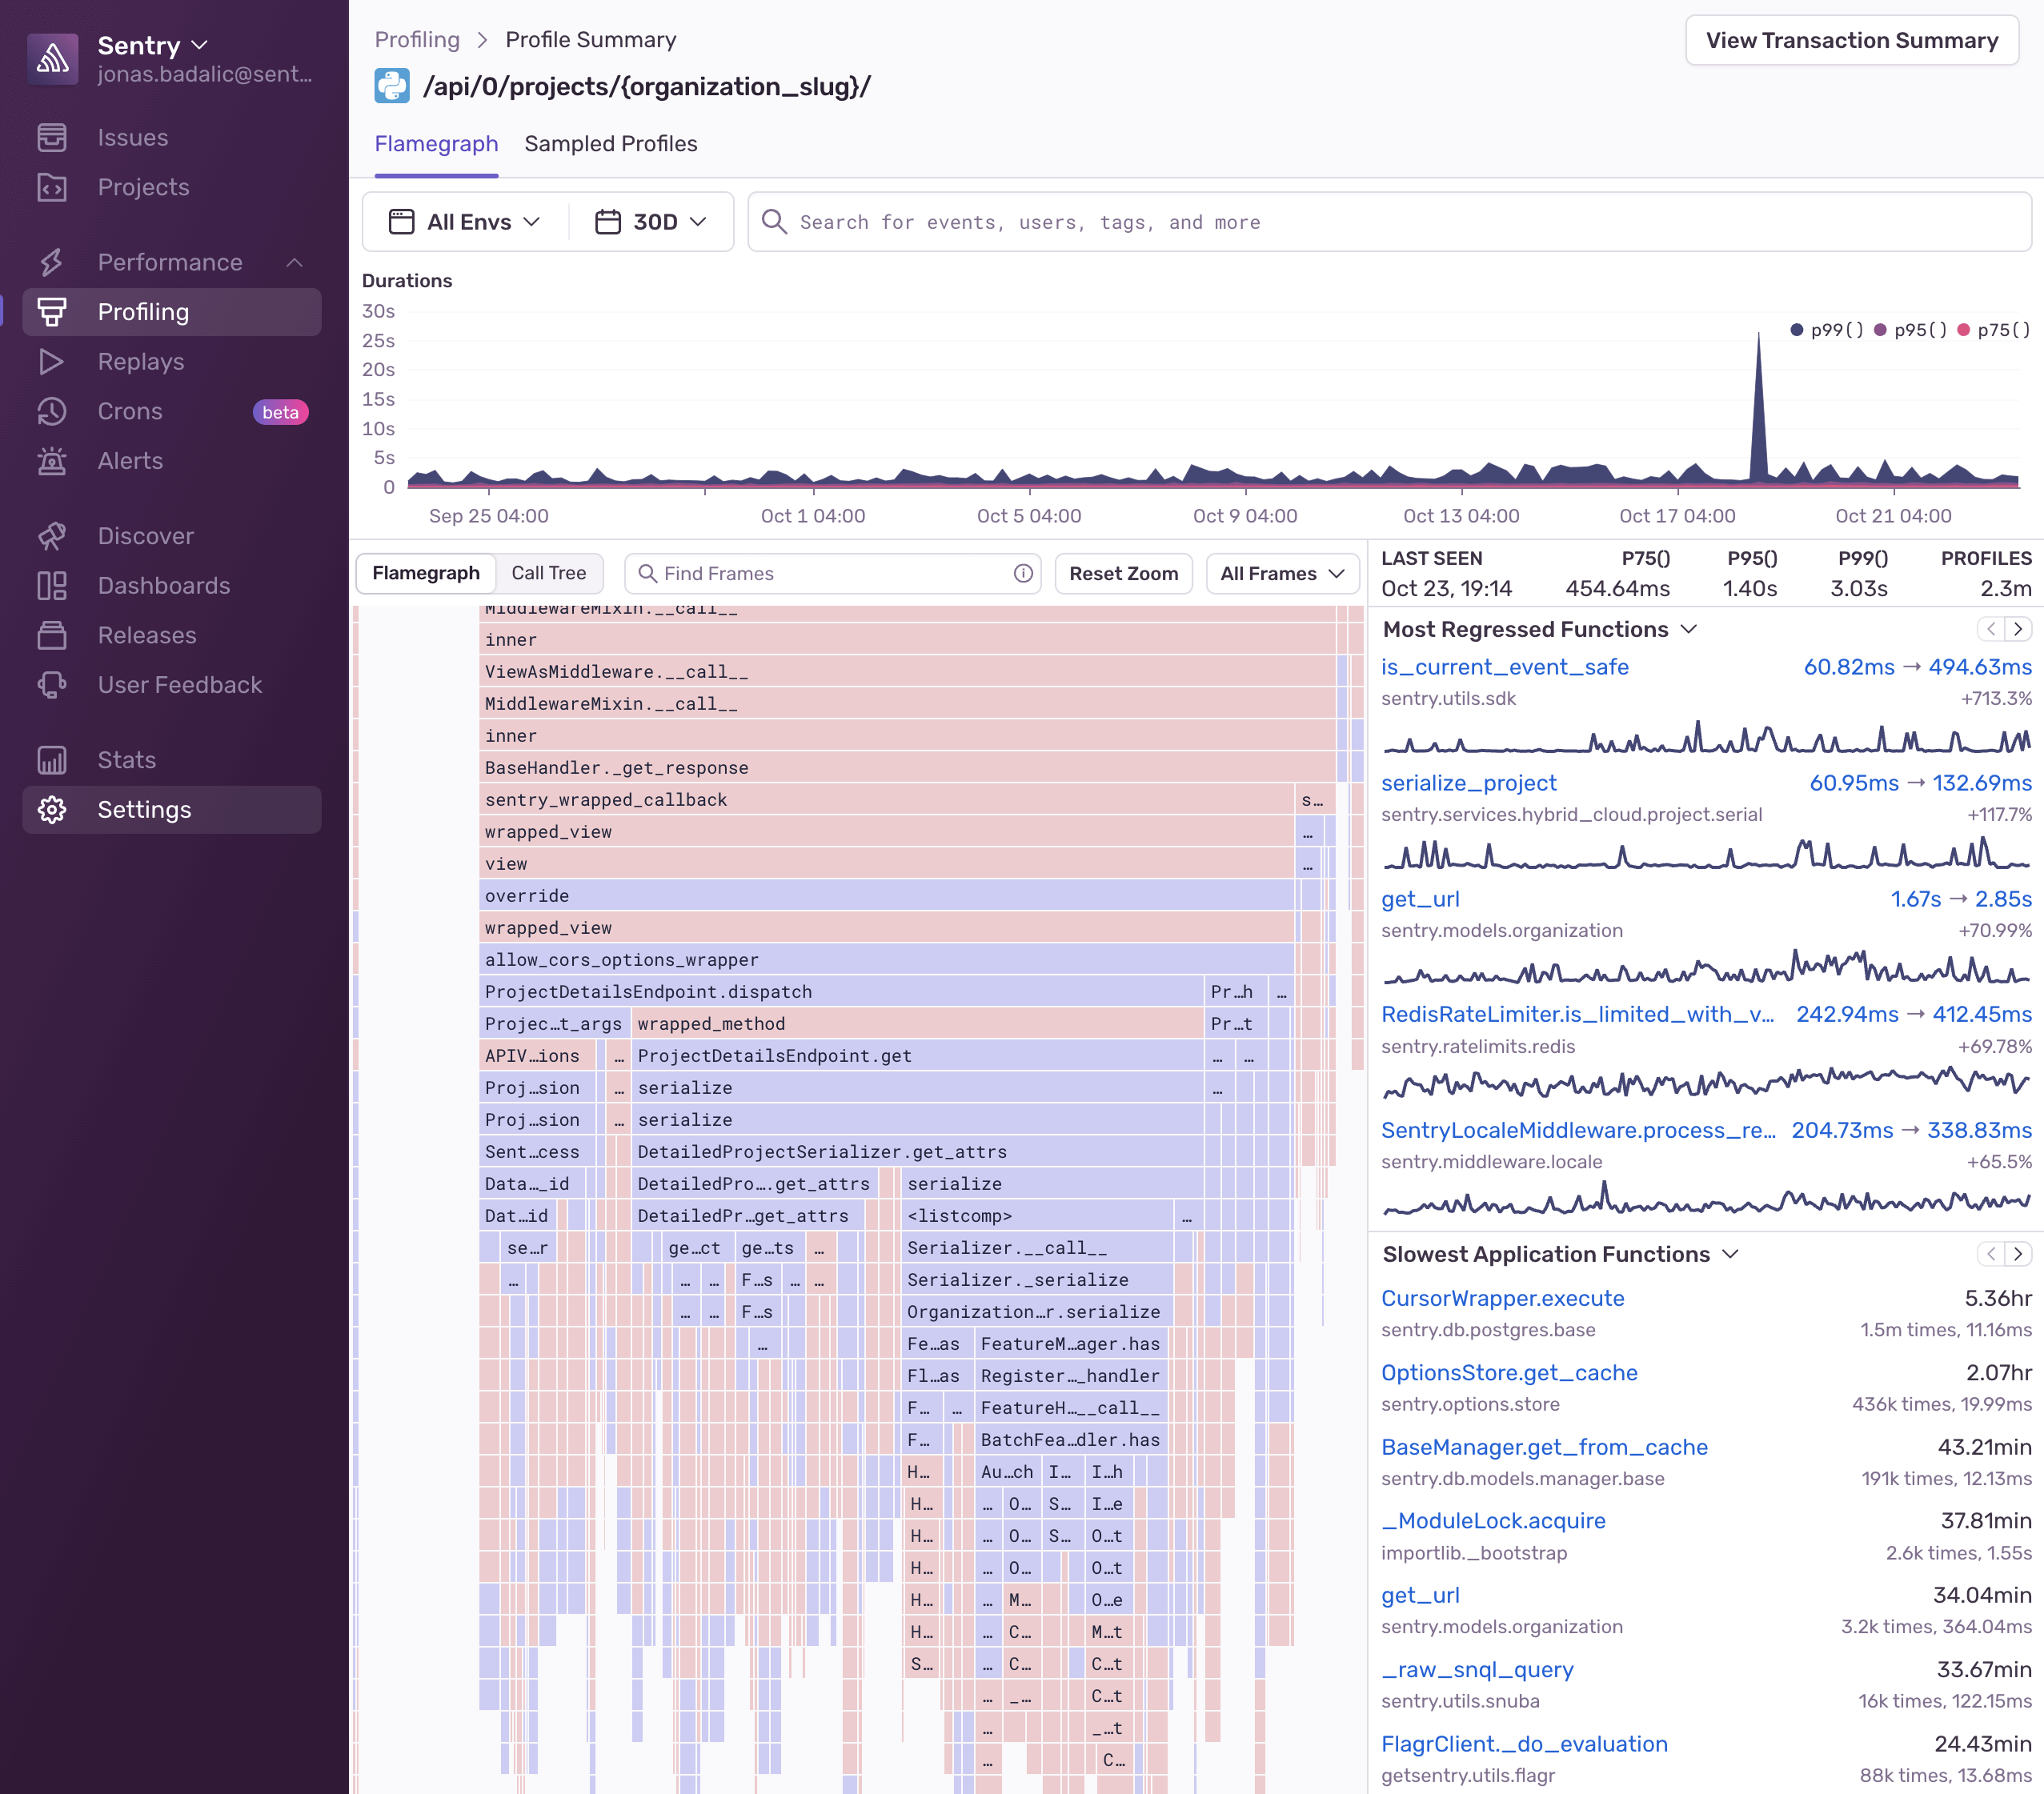 Sentry
jonas.badalic@sent...
Issues
Projects
Performance
Profiling
Replays
Crons beta
Alerts
Discover
Dashboards
Releases
User Feedback
Stats
Settings
Profiling > Profile Summary
View Transaction Summary
/api/0/projects/{organization_slug}/
Flamegraph Sampled Profiles
All Envs 30D Search for events, users, tags, and more
Durations
p99() p95() p75()
30s
25s
20s
15s
10s
5s
0
Sep 25 04:00 Oct 1 04:00 Oct 5 04:00 Oct 9 04:00 Oct 13 04:00 Oct 17 04:00 Oct 21 04:00
Flamegraph Call Tree Find Frames Reset Zoom All Frames
MiddlewareMixin.__call__
inner
ViewAsMiddleware.__call__
MiddlewareMixin.__call__
inner
BaseHandler._get_response
sentry_wrapped_callback s…
wrapped_view …
view …
override
wrapped_view
allow_cors_options_wrapper
ProjectDetailsEndpoint.dispatch Pr…h …
Projec…t_args wrapped_method Pr…t
APIV…ions … ProjectDetailsEndpoint.get … …
Proj…sion … serialize …
Proj…sion … serialize
Sent…cess DetailedProjectSerializer.get_attrs
Data…_id DetailedPro….get_attrs serialize
Dat…id DetailedPr…get_attrs <listcomp> …
se…r ge…ct ge…ts … Serializer.__call__
… … … F…s … … Serializer._serialize
… … F…s Organization…r.serialize
… Fe…as FeatureM…ager.has
Fl…as Register…_handler
F… … FeatureH…__call__
F… BatchFea…dler.has
H… Au…ch I… I…h
H… … O… S… I…e
H… … O… S… O…t
H… … O… O…t
H… … M… O…e
H… … C… M…t
S… … C… C…t
… _… C…t
… _…t
… C…
LAST SEEN P75() P95() P99() PROFILES
Oct 23, 19:14 454.64ms 1.40s 3.03s 2.3m
Most Regressed Functions
is_current_event_safe 60.82ms → 494.63ms
sentry.utils.sdk +713.3%
serialize_project 60.95ms → 132.69ms
sentry.services.hybrid_cloud.project.serial +117.7%
get_url 1.67s → 2.85s
sentry.models.organization +70.99%
RedisRateLimiter.is_limited_with_v... 242.94ms → 412.45ms
sentry.ratelimits.redis +69.78%
SentryLocaleMiddleware.process_re... 204.73ms → 338.83ms
sentry.middleware.locale +65.5%
Slowest Application Functions
CursorWrapper.execute 5.36hr
sentry.db.postgres.base 1.5m times, 11.16ms
OptionsStore.get_cache 2.07hr
sentry.options.store 436k times, 19.99ms
BaseManager.get_from_cache 43.21min
sentry.db.models.manager.base 191k times, 12.13ms
_ModuleLock.acquire 37.81min
importlib._bootstrap 2.6k times, 1.55s
get_url 34.04min
sentry.models.organization 3.2k times, 364.04ms
_raw_snql_query 33.67min
sentry.utils.snuba 16k times, 122.15ms
FlagrClient._do_evaluation 24.43min
getsentry.utils.flagr 88k times, 13.68ms